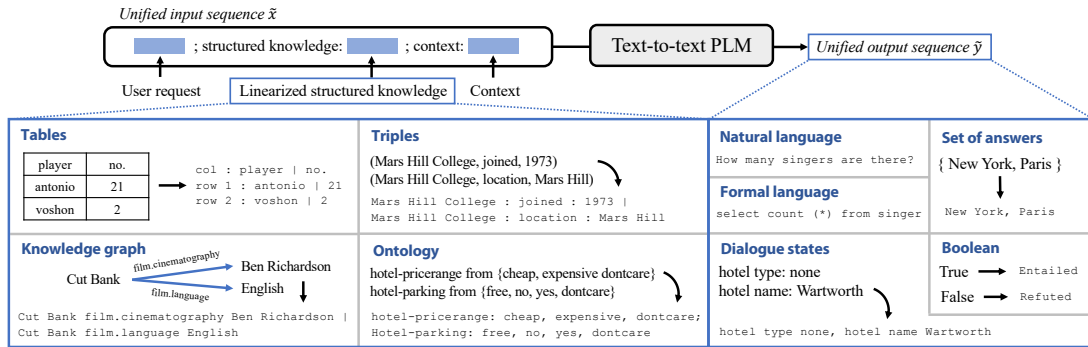 Unified input sequence x̃
; structured knowledge: ; context:
Text-to-text PLM
Unified output sequence ỹ
User request
Linearized structured knowledge
Context
Tables
player no.
antonio 21
voshon 2
col : player | no.
row 1 : antonio | 21
row 2 : voshon | 2
Triples
(Mars Hill College, joined, 1973)
(Mars Hill College, location, Mars Hill)
Mars Hill College : joined : 1973 |
Mars Hill College : location : Mars Hill
Knowledge graph
film.cinematography
Cut Bank
Ben Richardson
film.language
English
Cut Bank film.cinematography Ben Richardson |
Cut Bank film.language English
Ontology
hotel-pricerange from {cheap, expensive dontcare}
hotel-parking from {free, no, yes, dontcare}
hotel-pricerange: cheap, expensive, dontcare;
Hotel-parking: free, no, yes, dontcare
Natural language
How many singers are there?
Formal language
select count (*) from singer
Set of answers
{ New York, Paris }
New York, Paris
Dialogue states
hotel type: none
hotel name: Wartworth
hotel type none, hotel name Wartworth
Boolean
True Entailed
False Refuted